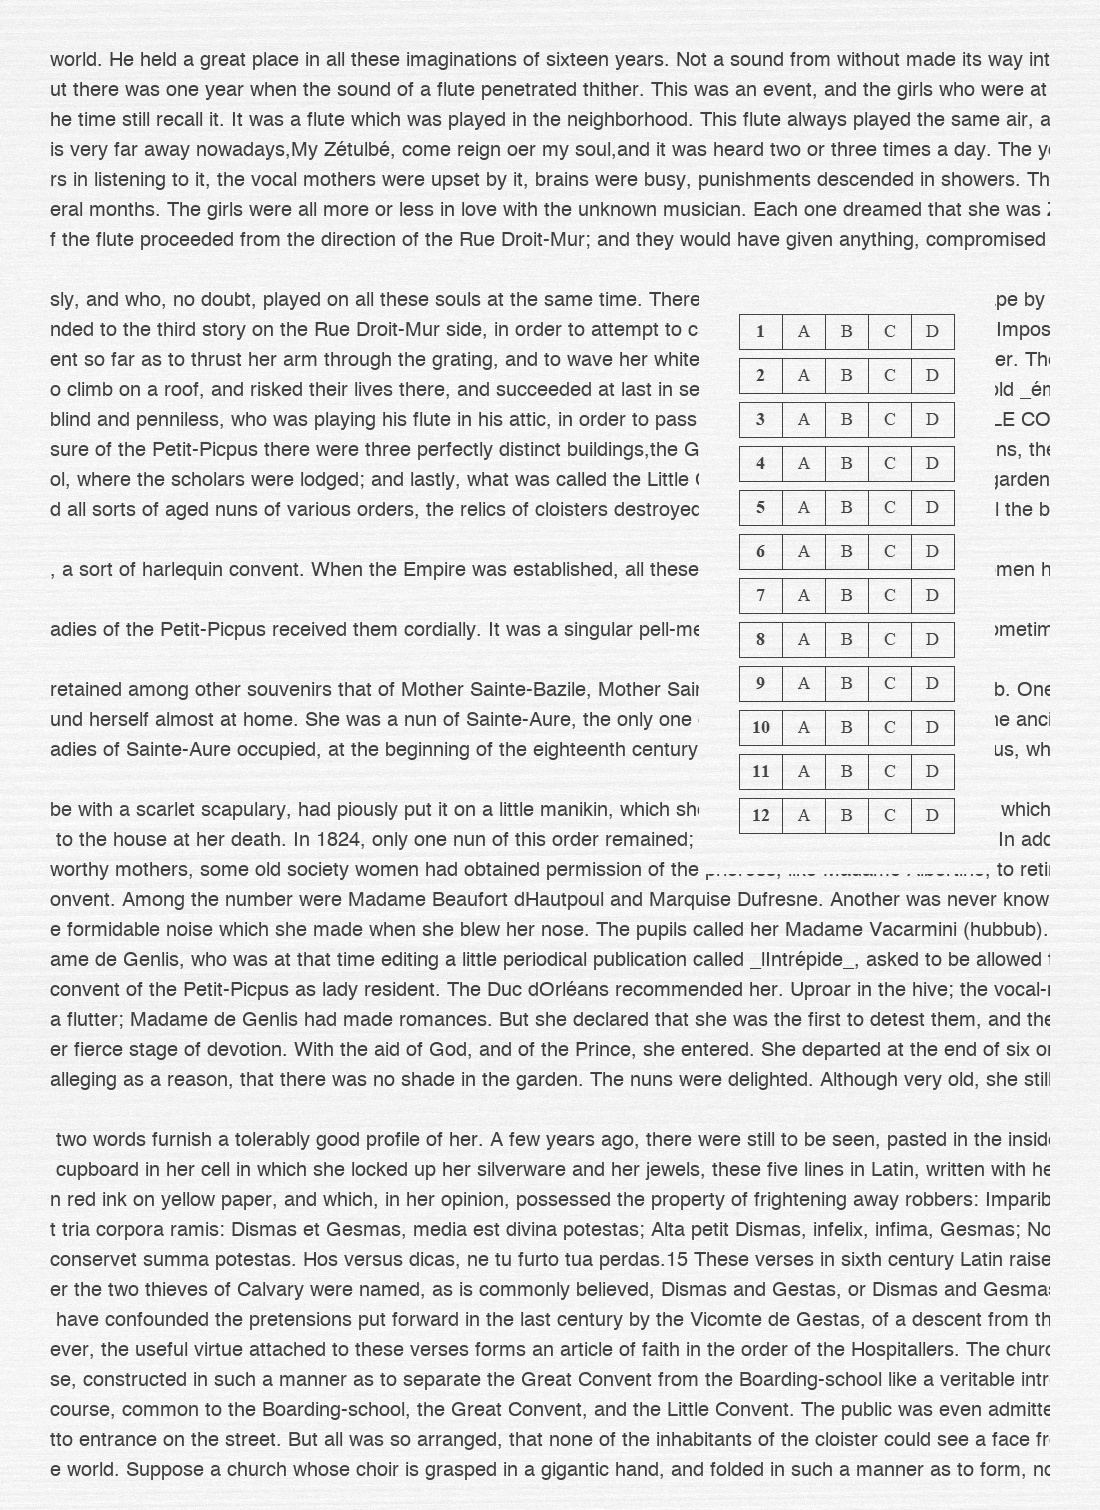 world. He held a great place in all these imaginations of sixteen years. Not a sound from without made its way int
ut there was one year when the sound of a flute penetrated thither. This was an event, and the girls who were at
he time still recall it. It was a flute which was played in the neighborhood. This flute always played the same air, a
is very far away nowadays,My Zétulbé, come reign oer my soul,and it was heard two or three times a day. The
rs in listening to it, the vocal mothers were upset by it, brains were busy, punishments descended in showers. Th
eral months. The girls were all more or less in love with the unknown musician. Each one dreamed that she was
f the flute proceeded from the direction of the Rue Droit-Mur; and they would have given anything, compromised
sly, and who, no doubt, played on all these souls at the same time. There pe by
nded to the third story on the Rue Droit-Mur side, in order to attempt to c Impos
1 A B C D
ent so far as to thrust her arm through the grating, and to wave her white er. The
2 A B C D
o climb on a roof, and risked their lives there, and succeeded at last in se old _én
blind and penniless, who was playing his flute in his attic, in order to pass LE CO
3 A B C D
sure of the Petit-Picpus there were three perfectly distinct buildings,the G ns, the
4 A B C D
ol, where the scholars were lodged; and lastly, what was called the Little garden
d all sorts of aged nuns of various orders, the relics of cloisters destroyed l the b
5 A B C D
6 A B C D
, a sort of harlequin convent. When the Empire was established, all these men h
7 A B C D
adies of the Petit-Picpus received them cordially. It was a singular pell-me ometim
8 A B C D
retained among other souvenirs that of Mother Sainte-Bazile, Mother Sai b. One
9 A B C D
und herself almost at home. She was a nun of Sainte-Aure, the only one he anci
10 A B C D
adies of Sainte-Aure occupied, at the beginning of the eighteenth century us, wh
11 A B C D
be with a scarlet scapulary, had piously put it on a little manikin, which she which
12 A B C D
to the house at her death. In 1824, only one nun of this order remained; In add
worthy mothers, some old society women had obtained permission of the prioress, like Madame Albertine, to reti
onvent. Among the number were Madame Beaufort dHautpoul and Marquise Dufresne. Another was never know
e formidable noise which she made when she blew her nose. The pupils called her Madame Vacarmini (hubbub).
ame de Genlis, who was at that time editing a little periodical publication called _lIntrépide_, asked to be allowed
convent of the Petit-Picpus as lady resident. The Duc dOrléans recommended her. Uproar in the hive; the vocal-
a flutter; Madame de Genlis had made romances. But she declared that she was the first to detest them, and the
er fierce stage of devotion. With the aid of God, and of the Prince, she entered. She departed at the end of six or
alleging as a reason, that there was no shade in the garden. The nuns were delighted. Although very old, she still
two words furnish a tolerably good profile of her. A few years ago, there were still to be seen, pasted in the inside
cupboard in her cell in which she locked up her silverware and her jewels, these five lines in Latin, written with he
n red ink on yellow paper, and which, in her opinion, possessed the property of frightening away robbers: Imparib
t tria corpora ramis: Dismas et Gesmas, media est divina potestas; Alta petit Dismas, infelix, infima, Gesmas; No
conservet summa potestas. Hos versus dicas, ne tu furto tua perdas.15 These verses in sixth century Latin raise
er the two thieves of Calvary were named, as is commonly believed, Dismas and Gestas, or Dismas and Gesmas
have confounded the pretensions put forward in the last century by the Vicomte de Gestas, of a descent from th
ever, the useful virtue attached to these verses forms an article of faith in the order of the Hospitallers. The churc
se, constructed in such a manner as to separate the Great Convent from the Boarding-school like a veritable intr
course, common to the Boarding-school, the Great Convent, and the Little Convent. The public was even admitte
tto entrance on the street. But all was so arranged, that none of the inhabitants of the cloister could see a face fr
e world. Suppose a church whose choir is grasped in a gigantic hand, and folded in such a manner as to form, no